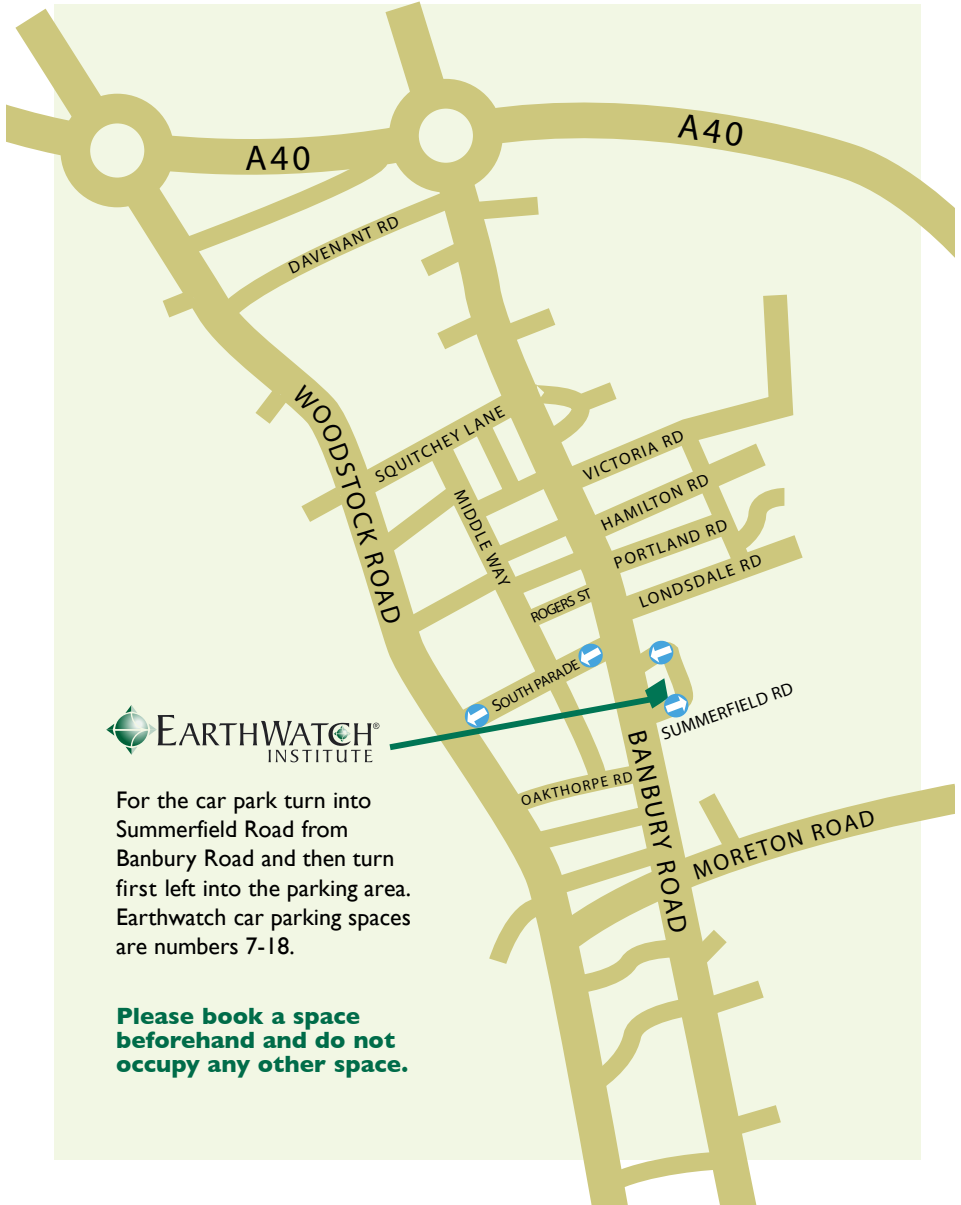 A40
A40
DAVENANT RD
WOODSTOCK ROAD
SQUITCHEY LANE
VICTORIA RD
MIDDLE WAY
HAMILTON RD
PORTLAND RD
LONDSDALE RD
ROGERS ST
SOUTH PARADE
SUMMERFIELD RD
EARTHWATCH®
INSTITUTE
BANBURY ROAD
OAKTHORPE RD
MORETON ROAD
For the car park turn into
Summerfield Road from
Banbury Road and then turn
first left into the parking area.
Earthwatch car parking spaces
are numbers 7-18.
Please book a space
beforehand and do not
occupy any other space.